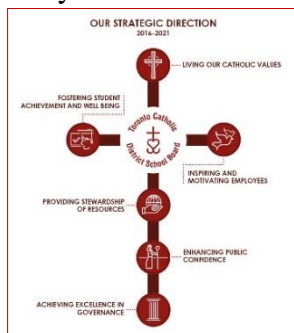 OUR STRATEGIC DIRECTION
2016-2021
LIVING OUR CATHOLIC VALUES
FOSTERING STUDENT
ACHIEVEMENT AND WELL BEING
Toronto Catholic
District School Board
INSPIRING AND
MOTIVATING EMPLOYEES
PROVIDING STEWARDSHIP
OF RESOURCES
ENHANCING PUBLIC
CONFIDENCE
ACHIEVING EXCELLENCE IN
GOVERNANCE